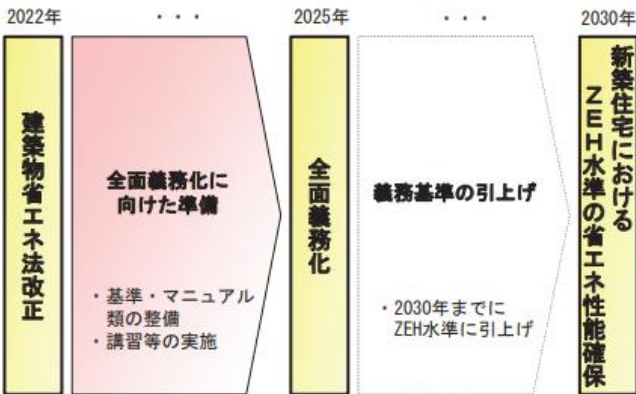 2022年
・・・
2025年
・・・
2030年
建築物省エネ法改正
全面義務化に
向けた準備
・基準・マニュアル
類の整備
・講習等の実施
全面義務化
義務基準の引上げ
・2030年までに
ZEH水準に引上げ
新築住宅における
ZEH水準の省エネ性能確保